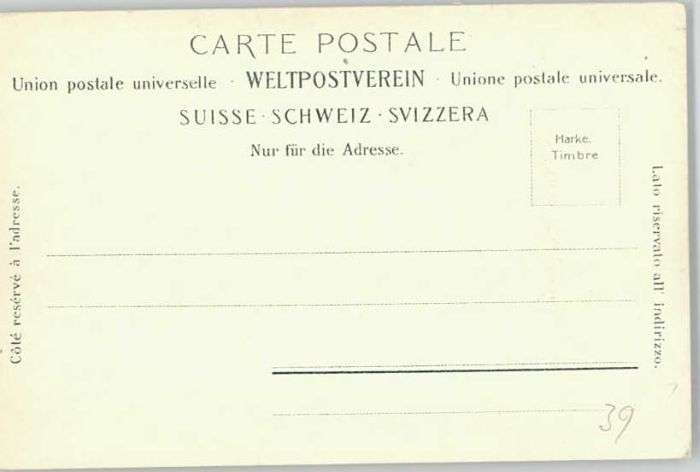 CARTE POSTALE
Union postale universelle · WELTPOSTVEREIN · Unione postale universale.
SUISSE · SCHWEIZ · SVIZZERA
Nur für die Adresse.
Marke.
Timbre
Côté resérvé à l'adresse.
Lato riservato all' indirizzo.
39